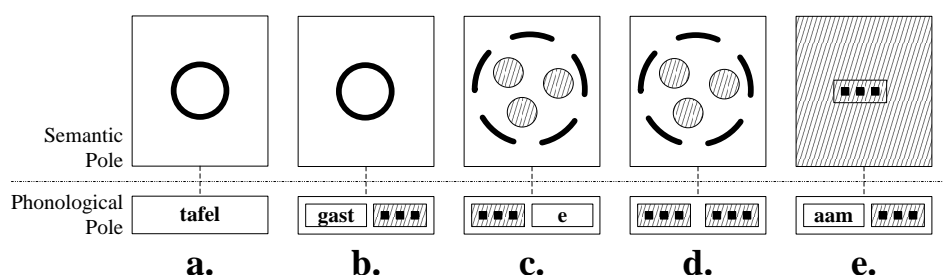 Semantic
Pole
Phonological
Pole
tafel
gast
e
aam
a.
b.
c.
d.
e.